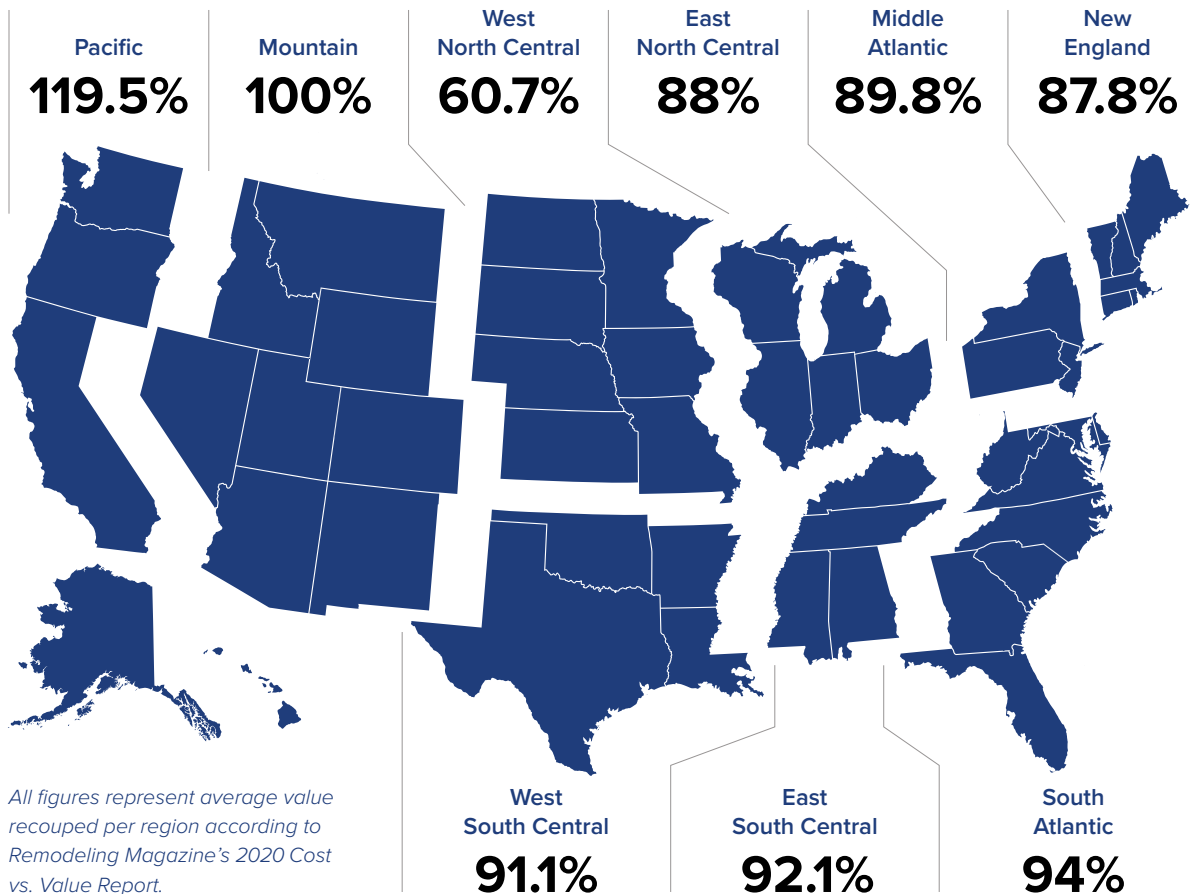 Pacific
119.5%
Mountain
100%
West
North Central
60.7%
East
North Central
88%
Middle
Atlantic
89.8%
New
England
87.8%
All figures represent average value
recouped per region according to
Remodeling Magazine's 2020 Cost
vs. Value Report.
West
South Central
91.1%
East
South Central
92.1%
South
Atlantic
94%